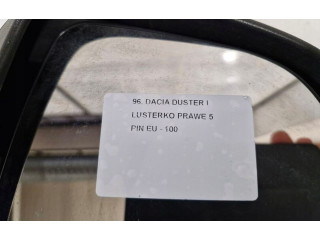 96. DACIA DUSTER I
LUSTERKO PRAWE 5
PIN EU - 100